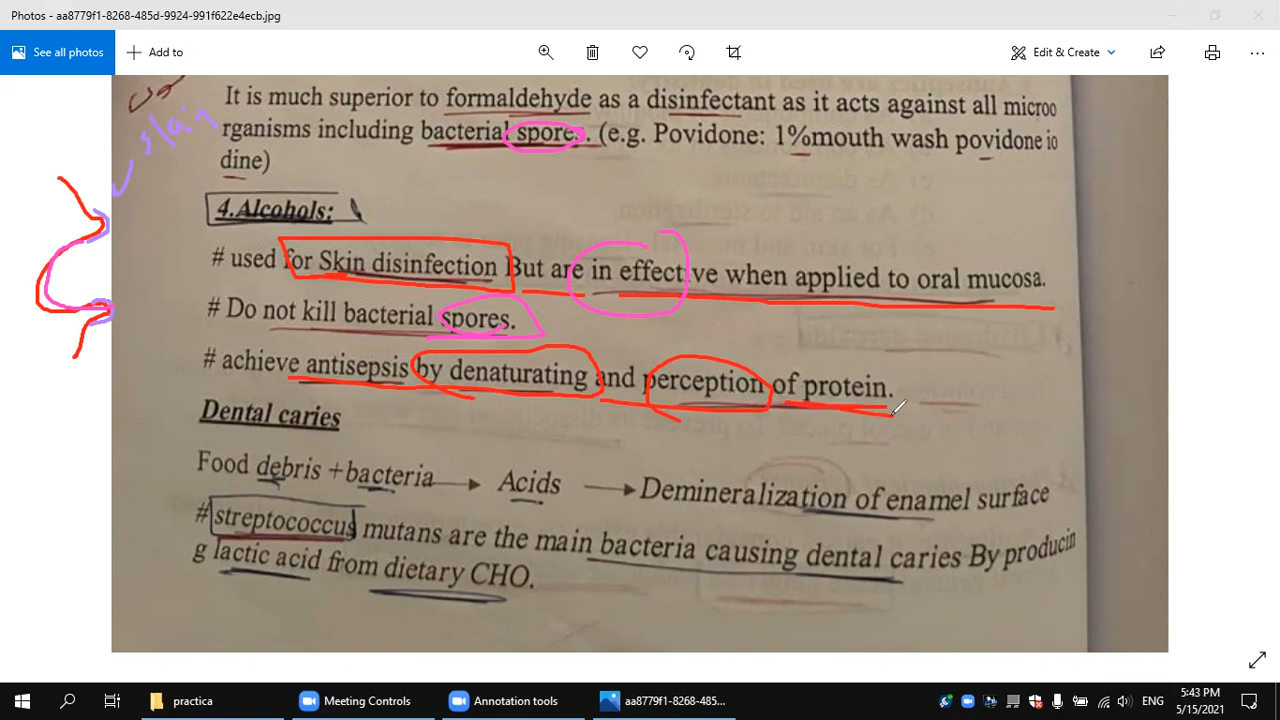 Photos - aa8779f1-8268-485d-9924-991f622e4ecb.jpg
See all photos
Add to
Edit & Create
us
skin
It is much superior to formaldehyde as a disinfectant as it acts against all microo
rganisms including bacterial spores. (e.g. Povidone: 1%mouth wash povidone io
dine)
4.Alcohols:
# used for Skin disinfection But are in effective when applied to oral mucosa.
# Do not kill bacterial spores.
# achieve antisepsis by denaturating and perception of protein.
Dental caries
Food debris +bacteria → Acids → Demineralization of enamel surface
# streptococcus mutans are the main bacteria causing dental caries By producin
g lactic acid from dietary CHO.
practica
Meeting Controls
Annotation tools
aa8779f1-8268-485...
ENG
5:43 PM
5/15/2021